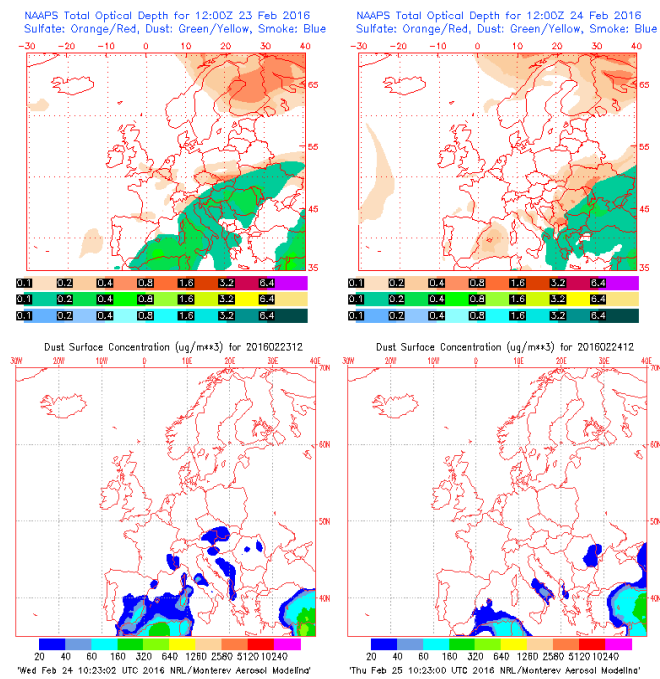 NAAPS Total Optical Depth for 12:00Z 23 Feb 2016
Sulfate: Orange/Red, Dust: Green/Yellow, Smoke: Blue
65
55
45
35
-30 -20 -10 0 10 20 30 40
0.1 0.2 0.4 0.8 1.6 3.2 6.4
0.1 0.2 0.4 0.8 1.6 3.2 6.4
0.1 0.2 0.4 0.8 1.6 3.2 6.4
NAAPS Total Optical Depth for 12:00Z 24 Feb 2016
Sulfate: Orange/Red, Dust: Green/Yellow, Smoke: Blue
65
55
45
35
-30 -20 -10 0 10 20 30 40
0.1 0.2 0.4 0.8 1.6 3.2 6.4
0.1 0.2 0.4 0.8 1.6 3.2 6.4
0.1 0.2 0.4 0.8 1.6 3.2 6.4
Dust Surface Concentration (ug/m**3) for 2016022312
30W 20W 10W 0 10E 20E 30E 40E
70N
60N
50N
40N
20 40 60 160 320 640 1280 2560 5120 10240
'Wed Feb 24 10:23:02 UTC 2016 NRL/Monterey Aerosol Modeling'
Dust Surface Concentration (ug/m**3) for 2016022412
30W 20W 10W 0 10E 20E 30E 40E
70N
60N
50N
40N
20 40 60 160 320 640 1280 2560 5120 10240
'Thu Feb 25 10:23:00 UTC 2016 NRL/Monterey Aerosol Modeling'